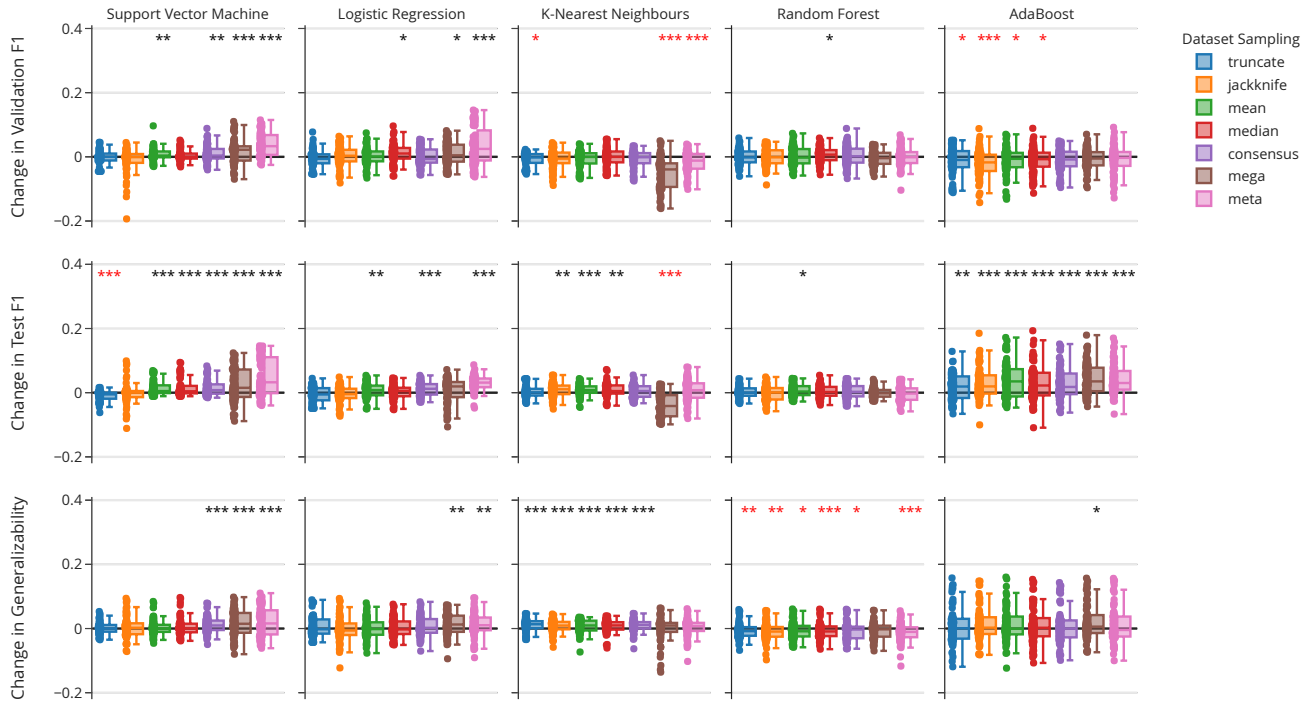 Support Vector Machine Logistic Regression K-Nearest Neighbours Random Forest AdaBoost
Dataset Sampling
truncate
jackknife
mean
median
consensus
mega
meta
Change in Validation F1
0.4
0.2
0
−0.2
** ** *** ***
* * ***
* *** ***
*
* *** * *
Change in Test F1
0.4
0.2
0
−0.2
*** *** *** *** *** ***
** *** ***
** *** ** ***
*
** *** *** *** *** *** ***
Change in Generalizability
0.4
0.2
0
−0.2
*** *** ***
** **
*** *** *** *** ***
** ** * *** * ***
*